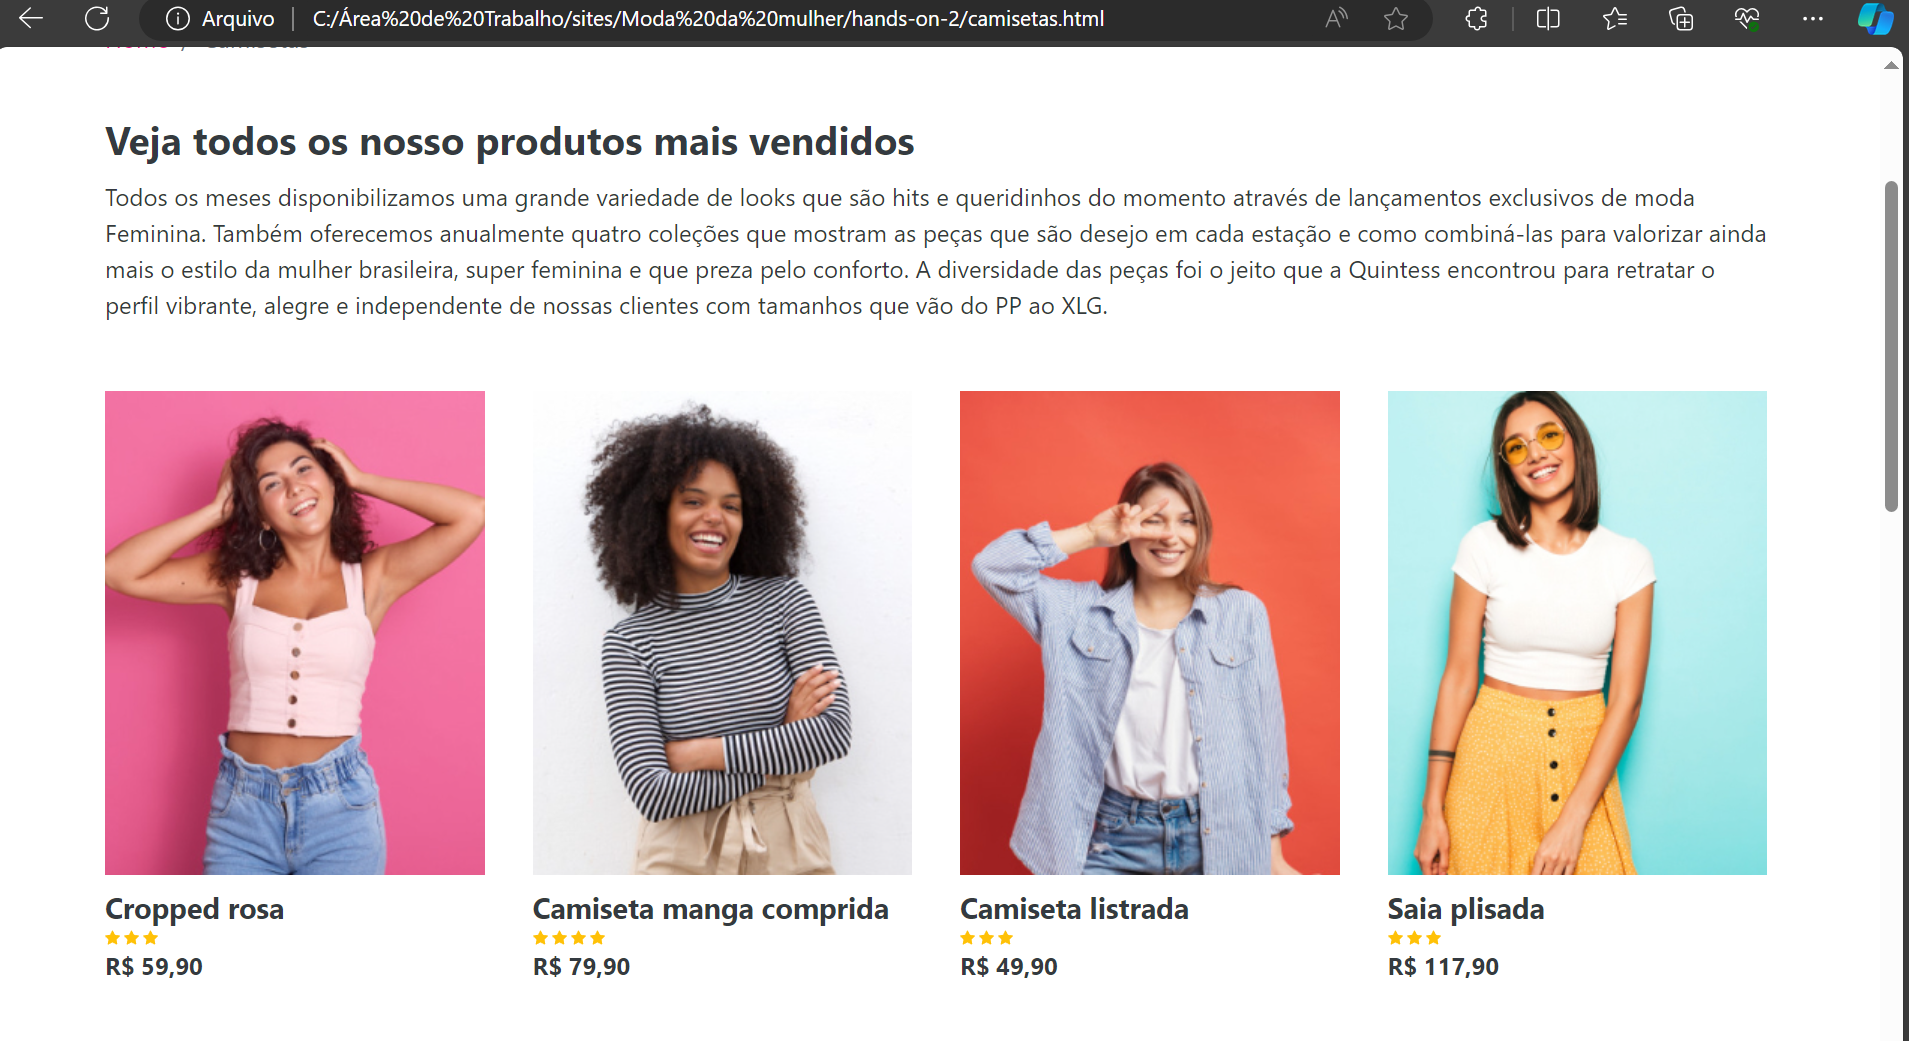 Arquivo
C:/Área%20de%20Trabalho/sites/Moda%20da%20mulher/hands-on-2/camisetas.html
Veja todos os nosso produtos mais vendidos
Todos os meses disponibilizamos uma grande variedade de looks que são hits e queridinhos do momento através de lançamentos exclusivos de moda
Feminina. Também oferecemos anualmente quatro coleções que mostram as peças que são desejo em cada estação e como combiná-las para valorizar ainda
mais o estilo da mulher brasileira, super feminina e que preza pelo conforto. A diversidade das peças foi o jeito que a Quintess encontrou para retratar o
perfil vibrante, alegre e independente de nossas clientes com tamanhos que vão do PP ao XLG.
Cropped rosa
R$ 59,90
Camiseta manga comprida
R$ 79,90
Camiseta listrada
R$ 49,90
Saia plisada
R$ 117,90